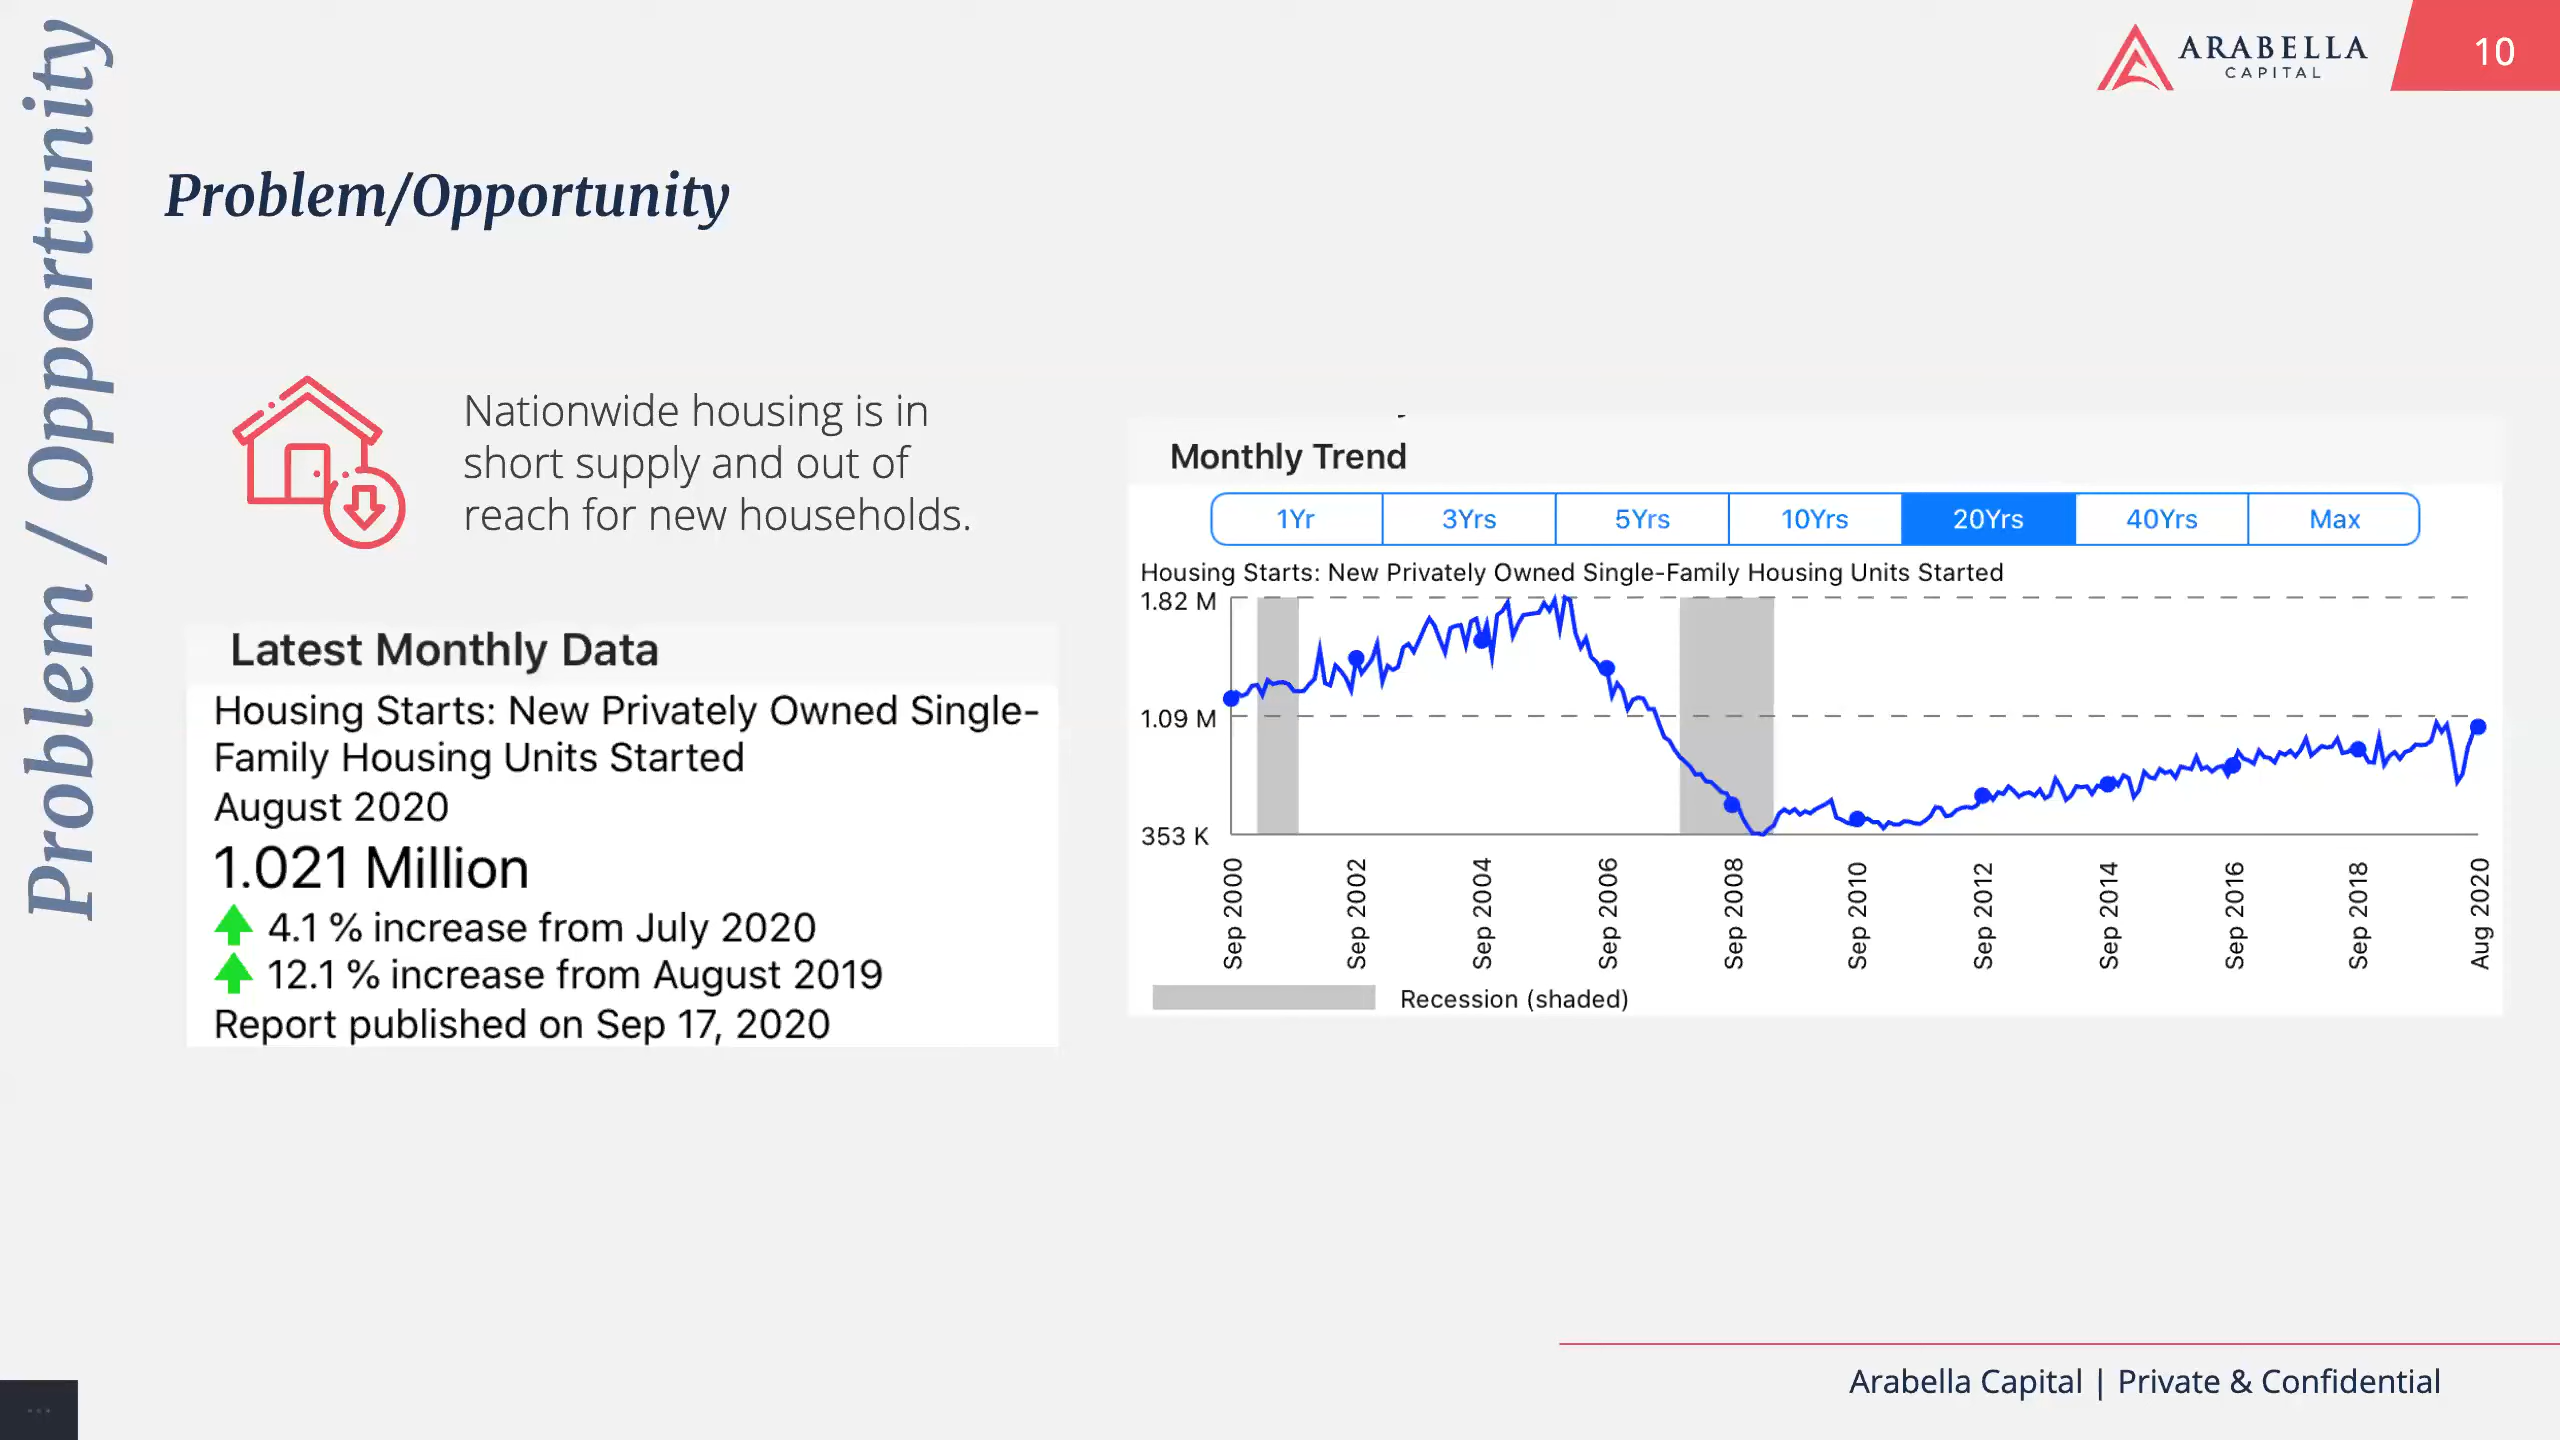 Problem / Opportunity
ARABELLA
CAPITAL
10
Problem/Opportunity
Nationwide housing is in
short supply and out of
reach for new households.
Latest Monthly Data
Housing Starts: New Privately Owned Single-
Family Housing Units Started
August 2020
1.021 Million
4.1 % increase from July 2020
12.1 % increase from August 2019
Report published on Sep 17, 2020
Monthly Trend
1Yr 3Yrs 5Yrs 10Yrs 20Yrs 40Yrs Max
Housing Starts: New Privately Owned Single-Family Housing Units Started
1.82 M
1.09 M
353 K
Sep 2000 Sep 2002 Sep 2004 Sep 2006 Sep 2008 Sep 2010 Sep 2012 Sep 2014 Sep 2016 Sep 2018 Aug 2020
Recession (shaded)
Arabella Capital | Private & Confidential